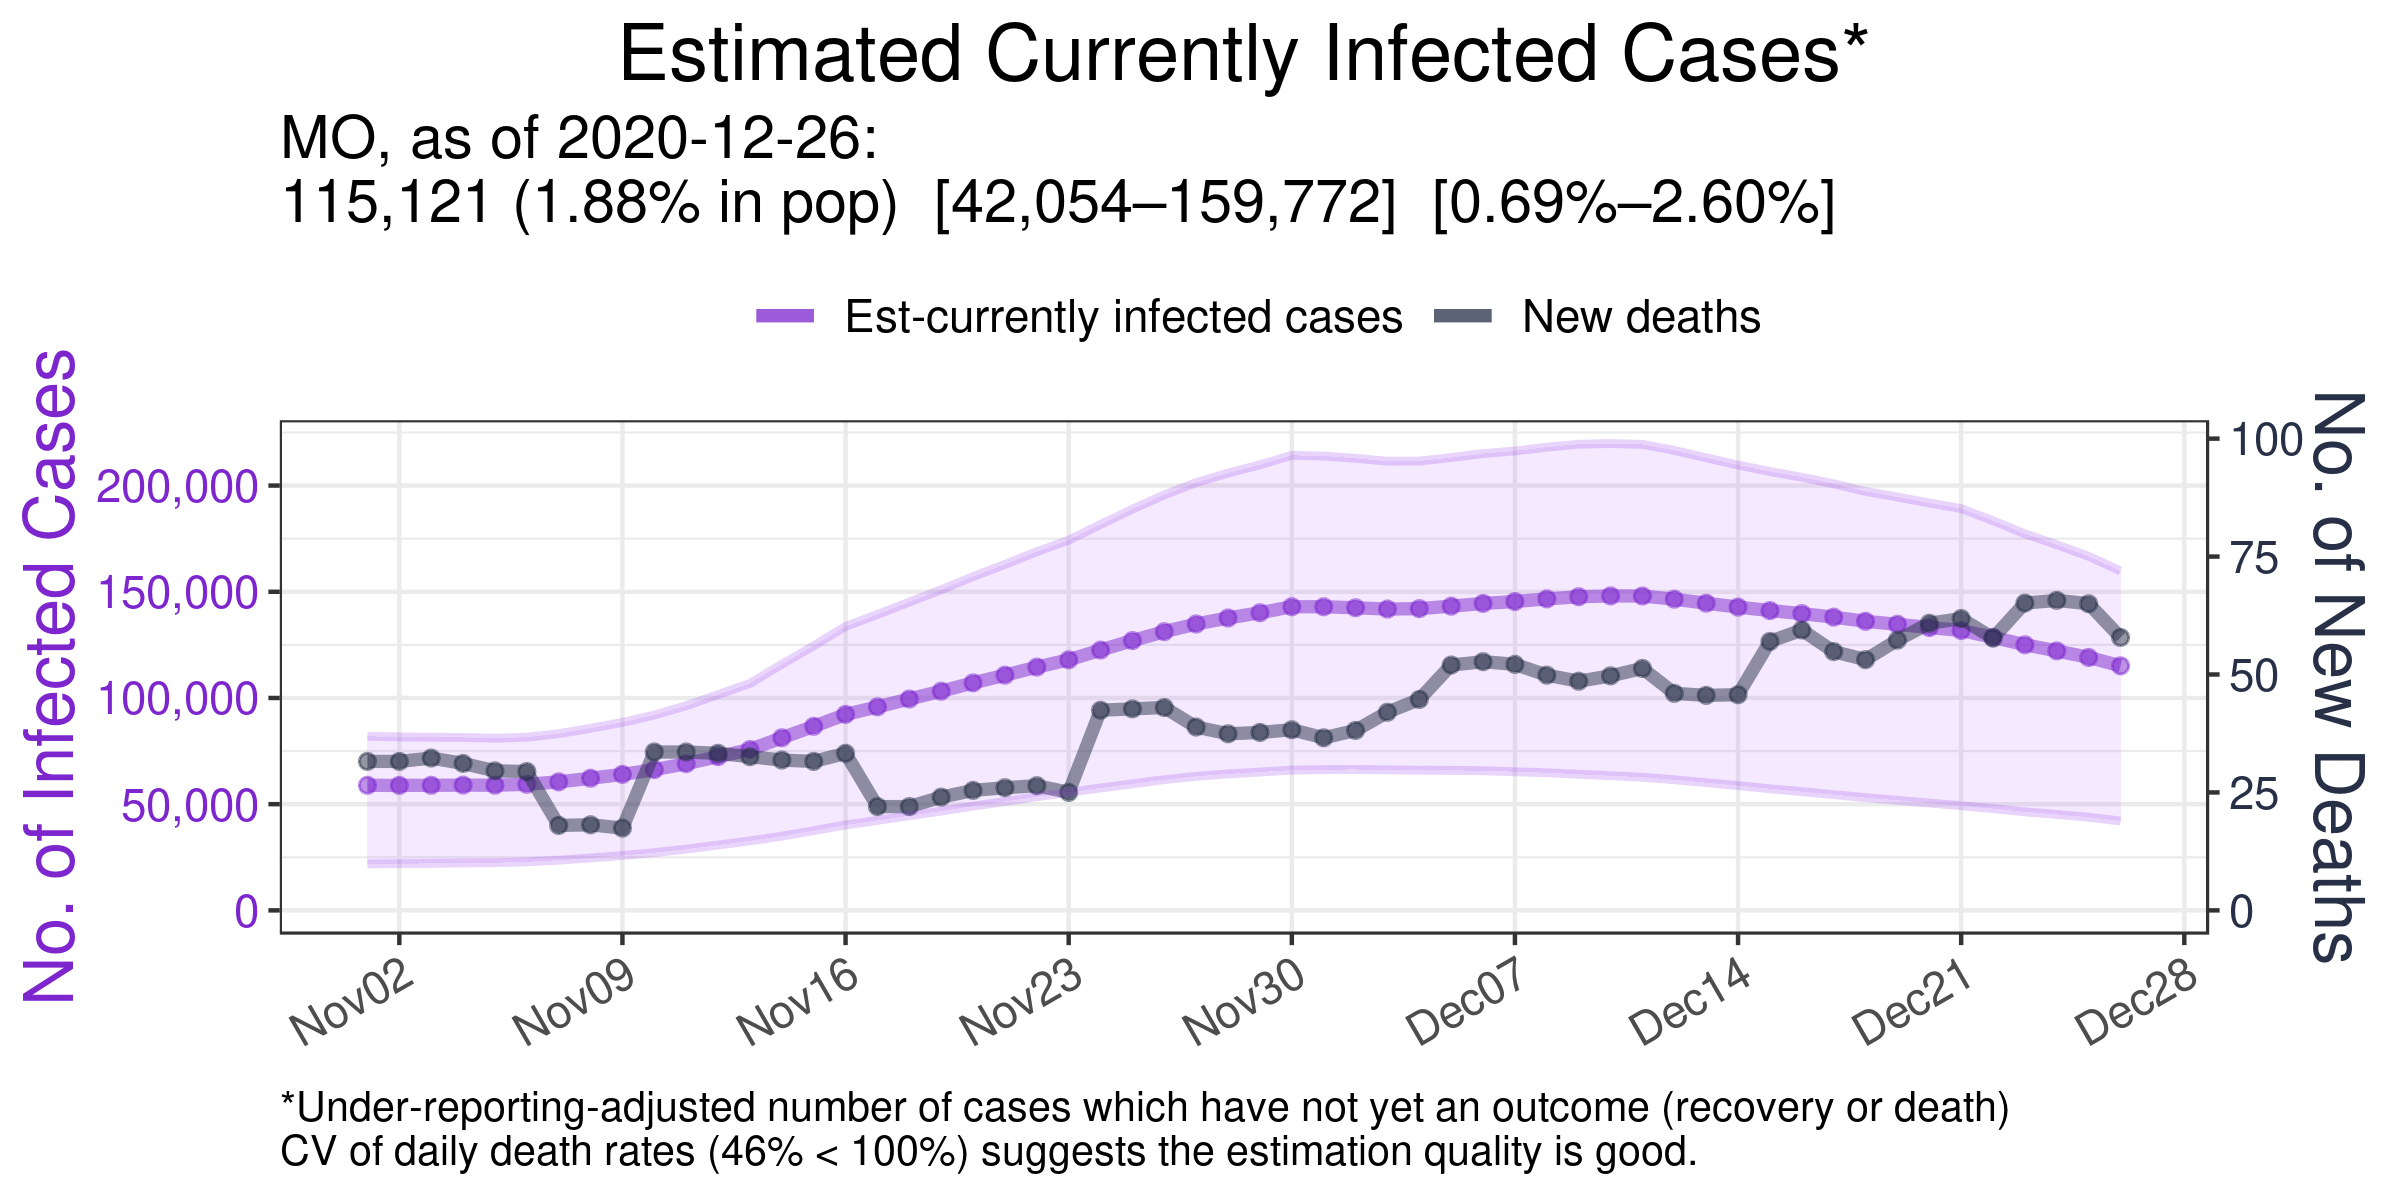 Estimated Currently Infected Cases*
MO, as of 2020-12-26:
115,121 (1.88% in pop)  [42,054–159,772]  [0.69%–2.60%]
Est-currently infected cases
New deaths
No. of Infected Cases
200,000
150,000
100,000
50,000
0
100
75
50
25
0
No. of New Deaths
Nov02
Nov09
Nov16
Nov23
Nov30
Dec07
Dec14
Dec21
Dec28
*Under-reporting-adjusted number of cases which have not yet an outcome (recovery or death)
CV of daily death rates (46% < 100%) suggests the estimation quality is good.